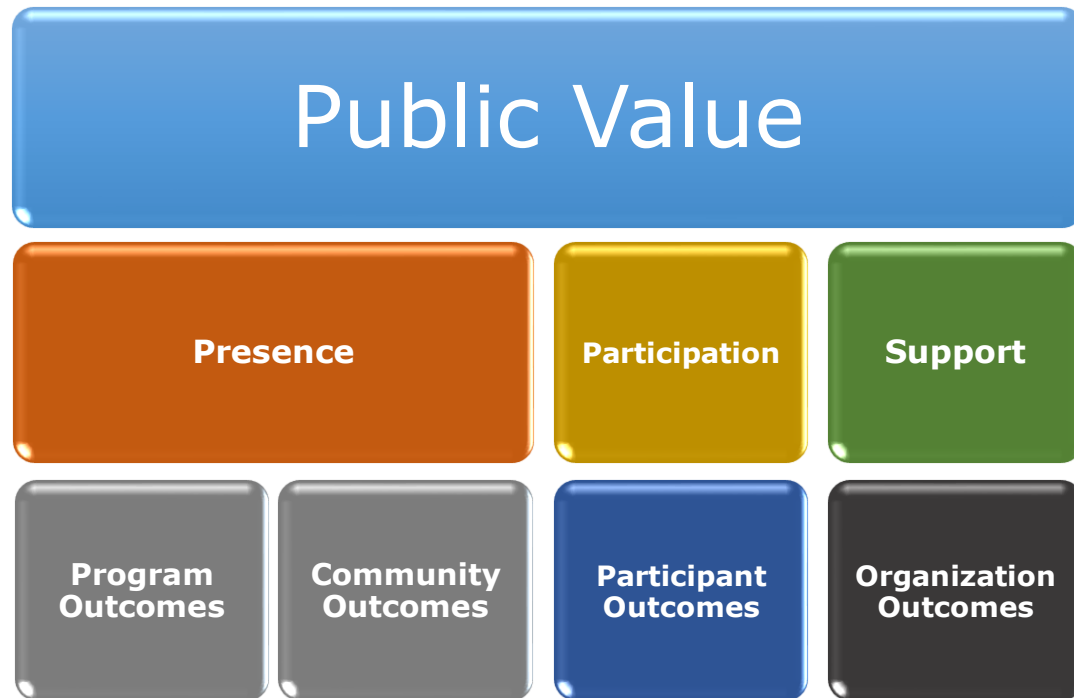 Public Value
Presence
Participation
Support
Program
Outcomes
Community
Outcomes
Participant
Outcomes
Organization
Outcomes